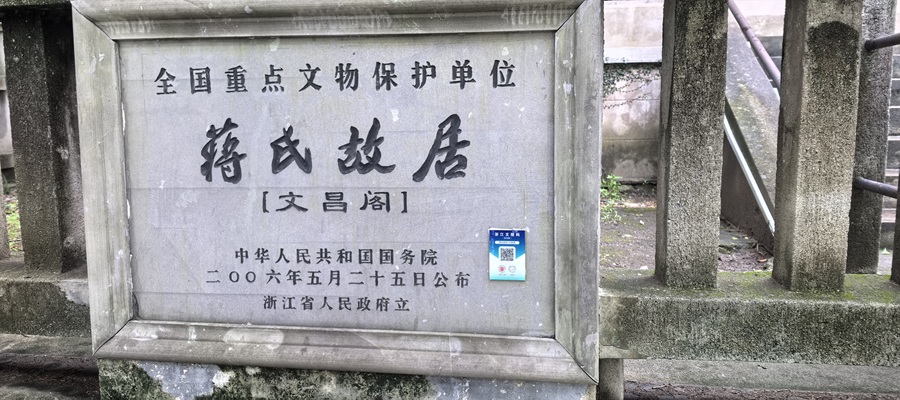 全国重点文物保护单位
蒋氏故居
[文昌阁]
中华人民共和国国务院
二〇〇六年五月二十五日公布
浙江省人民政府立